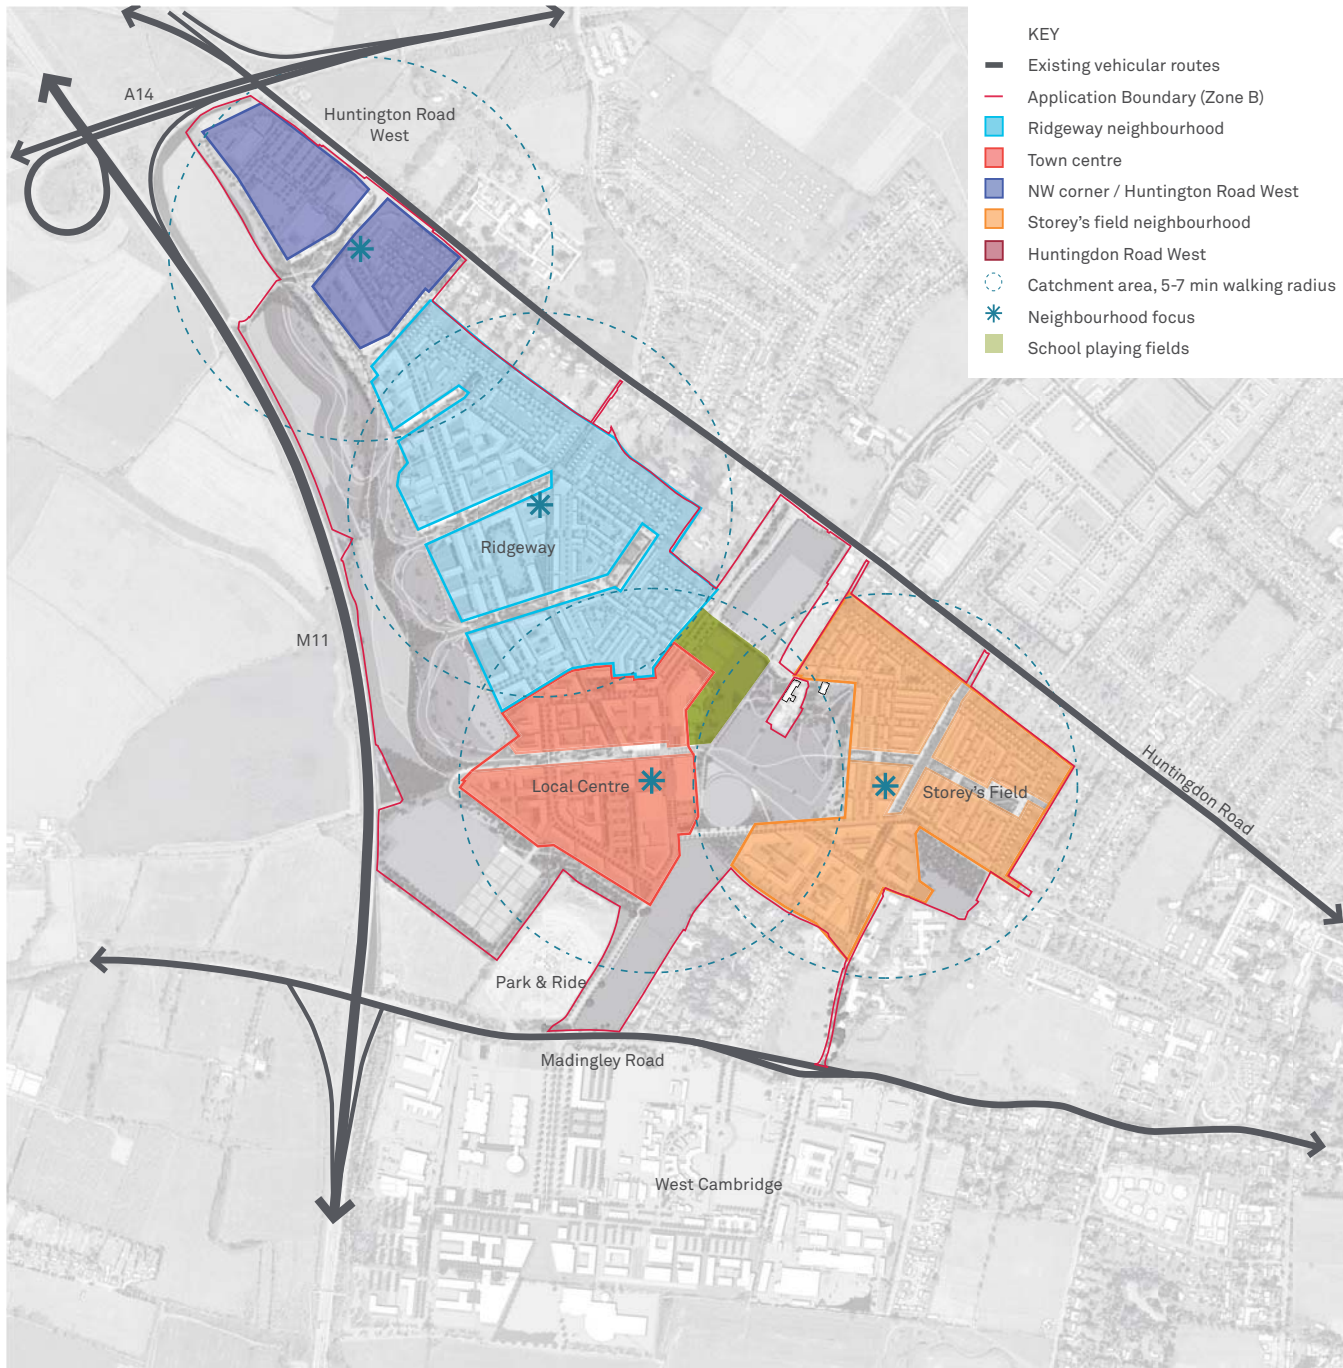 KEY
Existing vehicular routes
Application Boundary (Zone B)
Ridgeway neighbourhood
Town centre
NW corner / Huntington Road West
Storey's field neighbourhood
Huntingdon Road West
Catchment area, 5-7 min walking radius
Neighbourhood focus
School playing fields
A14
Huntington Road
West
Ridgeway
M11
Local Centre
Storey's Field
Huntingdon Road
Park & Ride
Madingley Road
West Cambridge